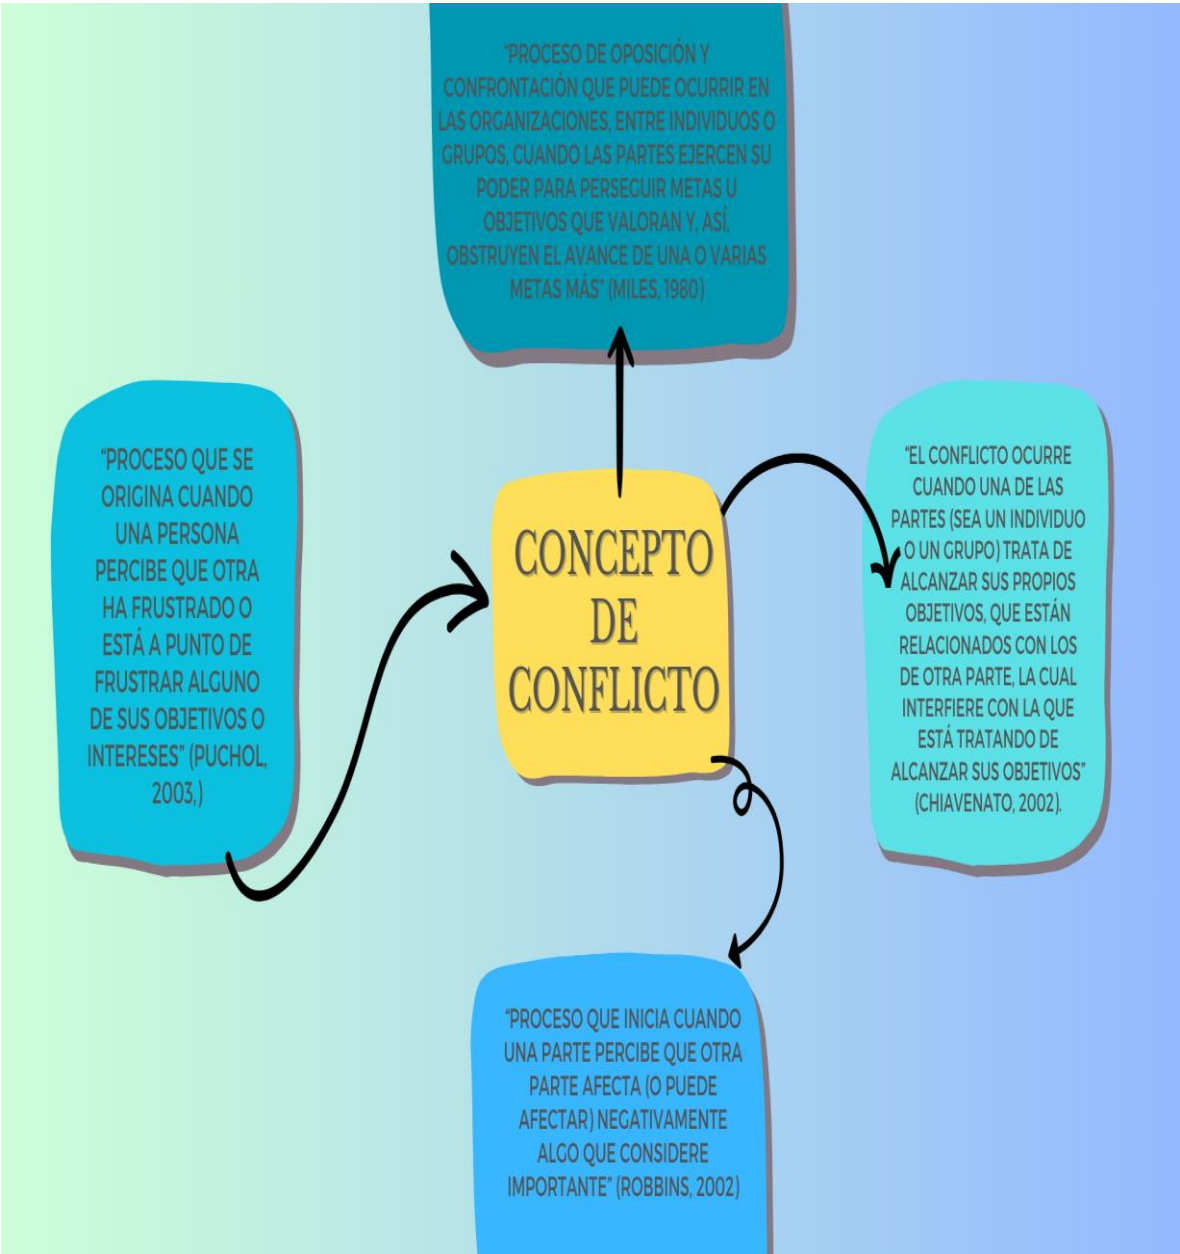 "PROCESO DE OPOSICIÓN Y
CONFRONTACIÓN QUE PUEDE OCURRIR EN
LAS ORGANIZACIONES, ENTRE INDIVIDUOS O
GRUPOS, CUANDO LAS PARTES EJERCEN SU
PODER PARA PERSEGUIR METAS U
OBJETIVOS QUE VALORAN Y, ASÍ,
OBSTRUYEN EL AVANCE DE UNA O VARIAS
METAS MÁS" (MILES, 1980)
"PROCESO QUE SE
ORIGINA CUANDO
UNA PERSONA
PERCIBE QUE OTRA
HA FRUSTRADO O
ESTÁ A PUNTO DE
FRUSTRAR ALGUNO
DE SUS OBJETIVOS O
INTERESES" (PUCHOL,
2003,)
CONCEPTO
DE
CONFLICTO
"EL CONFLICTO OCURRE
CUANDO UNA DE LAS
PARTES (SEA UN INDIVIDUO
O UN GRUPO) TRATA DE
ALCANZAR SUS PROPIOS
OBJETIVOS, QUE ESTÁN
RELACIONADOS CON LOS
DE OTRA PARTE, LA CUAL
INTERFIERE CON LA QUE
ESTÁ TRATANDO DE
ALCANZAR SUS OBJETIVOS"
(CHIAVENATO, 2002).
"PROCESO QUE INICIA CUANDO
UNA PARTE PERCIBE QUE OTRA
PARTE AFECTA (O PUEDE
AFECTAR) NEGATIVAMENTE
ALGO QUE CONSIDERE
IMPORTANTE" (ROBBINS, 2002)